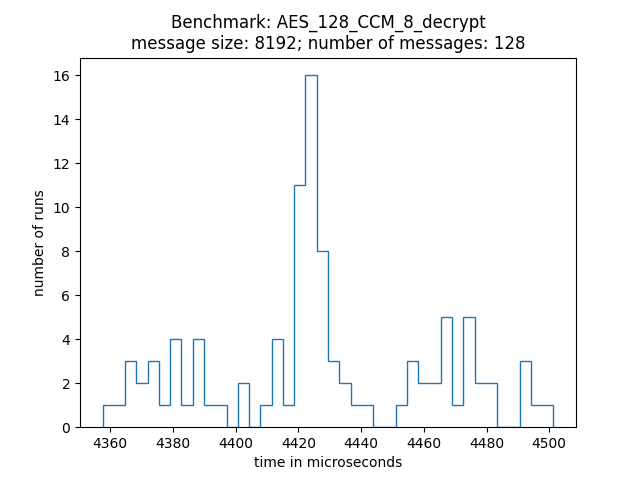 Benchmark: AES_128_CCM_8_decrypt
message size: 8192; number of messages: 128
16
14
12
10
8
6
4
2
0
number of runs
4360 4380 4400 4420 4440 4460 4480 4500
time in microseconds